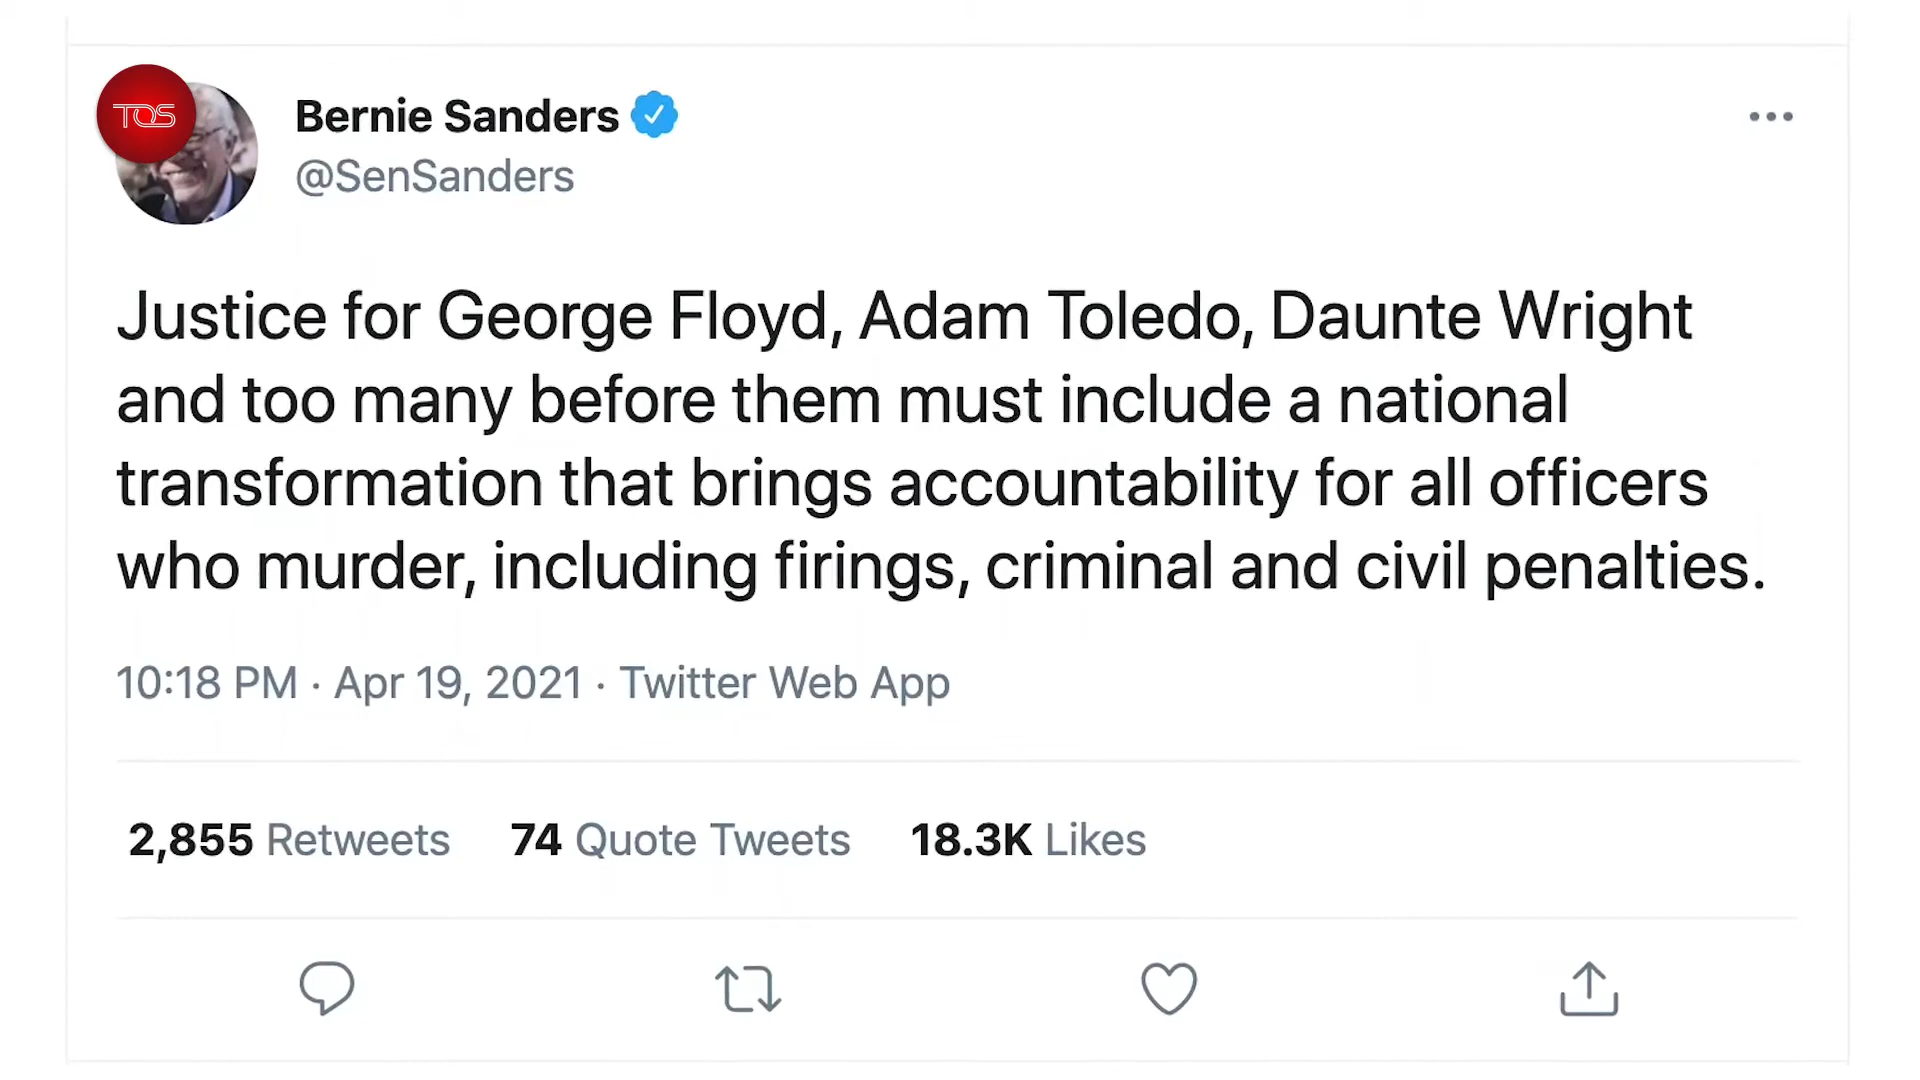 TOS
Bernie Sanders
@SenSanders
Justice for George Floyd, Adam Toledo, Daunte Wright
and too many before them must include a national
transformation that brings accountability for all officers
who murder, including firings, criminal and civil penalties.
10:18 PM · Apr 19, 2021 · Twitter Web App
2,855 Retweets 74 Quote Tweets 18.3K Likes